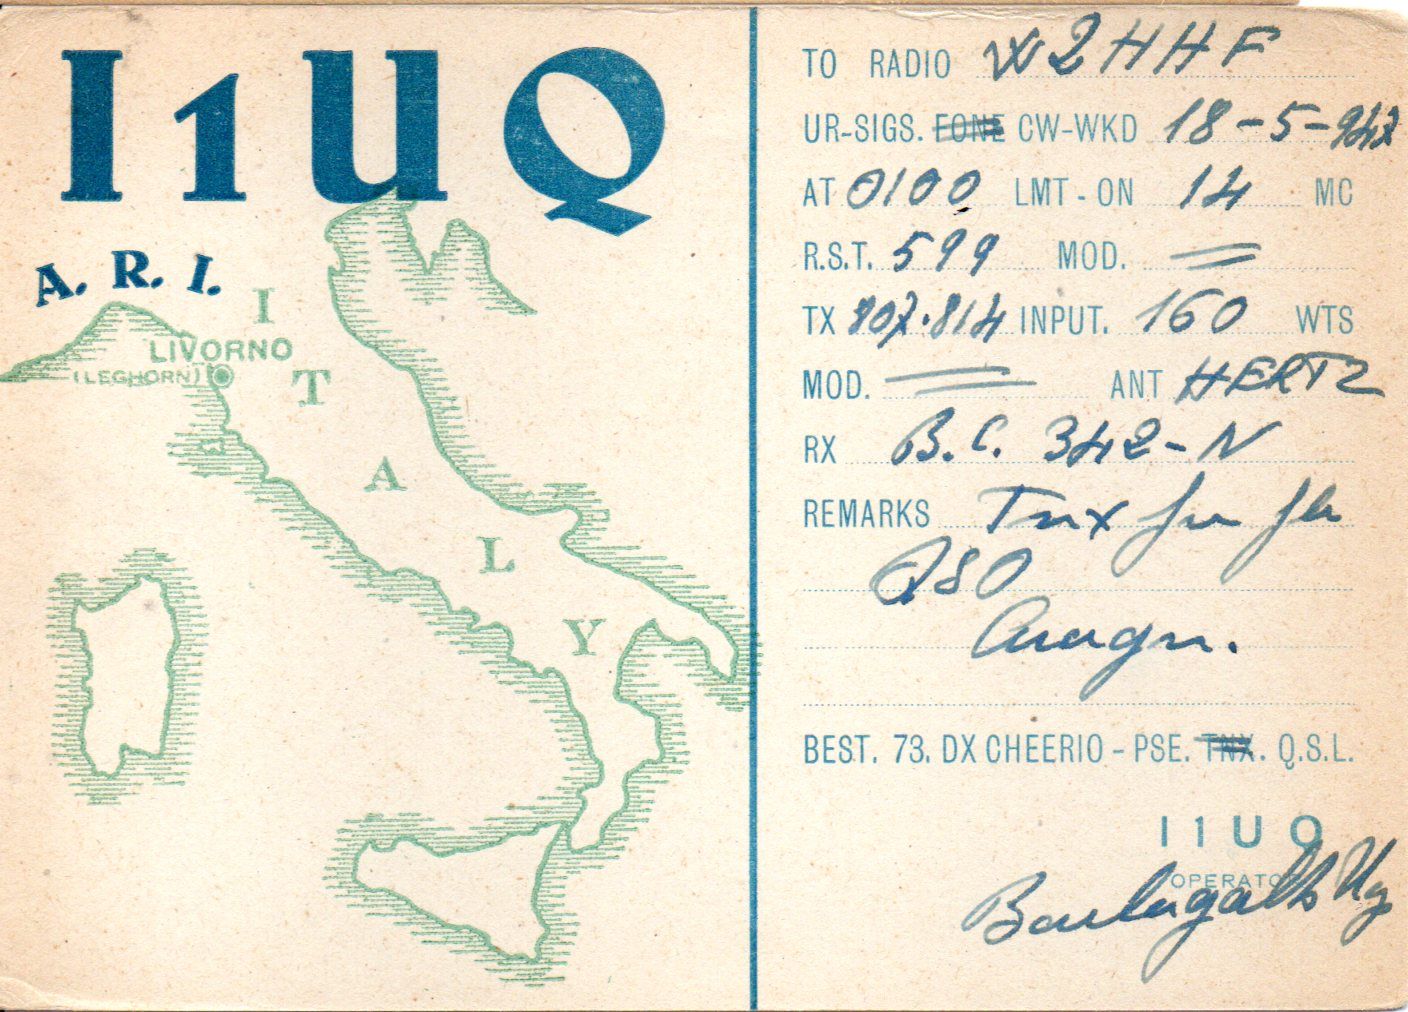 I1UQ
A. R. I.
ITALY
LIVORNO
(LEGHORN)
TO RADIO W2HHF
UR-SIGS. FONE CW-WKD 18-5-947
AT 0100 LMT - ON 14 MC
R.S.T. 599 MOD.
TX 807.814 INPUT. 160 WTS
MOD. ANT HERTZ
RX B.C. 342-N
REMARKS Tnx fer fb
QSO
BEST. 73. DX CHEERIO - PSE. TNX. Q.S.L.
I1UQ
OPERATOR